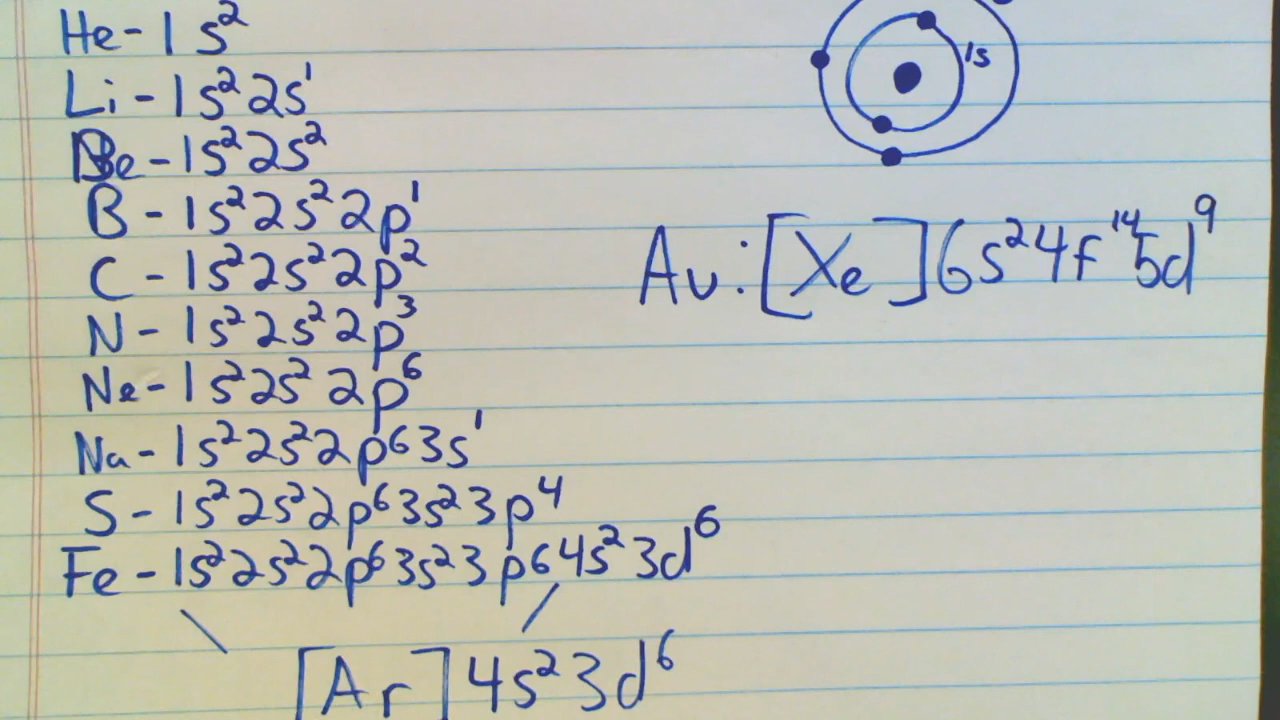 He - 1s²
Li - 1s²2s¹
Be - 1s²2s²
B - 1s²2s²2p¹
C - 1s²2s²2p²
N - 1s²2s²2p³
Ne - 1s²2s²2p⁶
Na - 1s²2s²2p⁶3s¹
S - 1s²2s²2p⁶3s²3p⁴
Fe - 1s²2s²2p⁶3s²3p⁶4s²3d⁶
[Ar]4s²3d⁶
1s
Au:[Xe]6s²4f¹⁴5d⁹